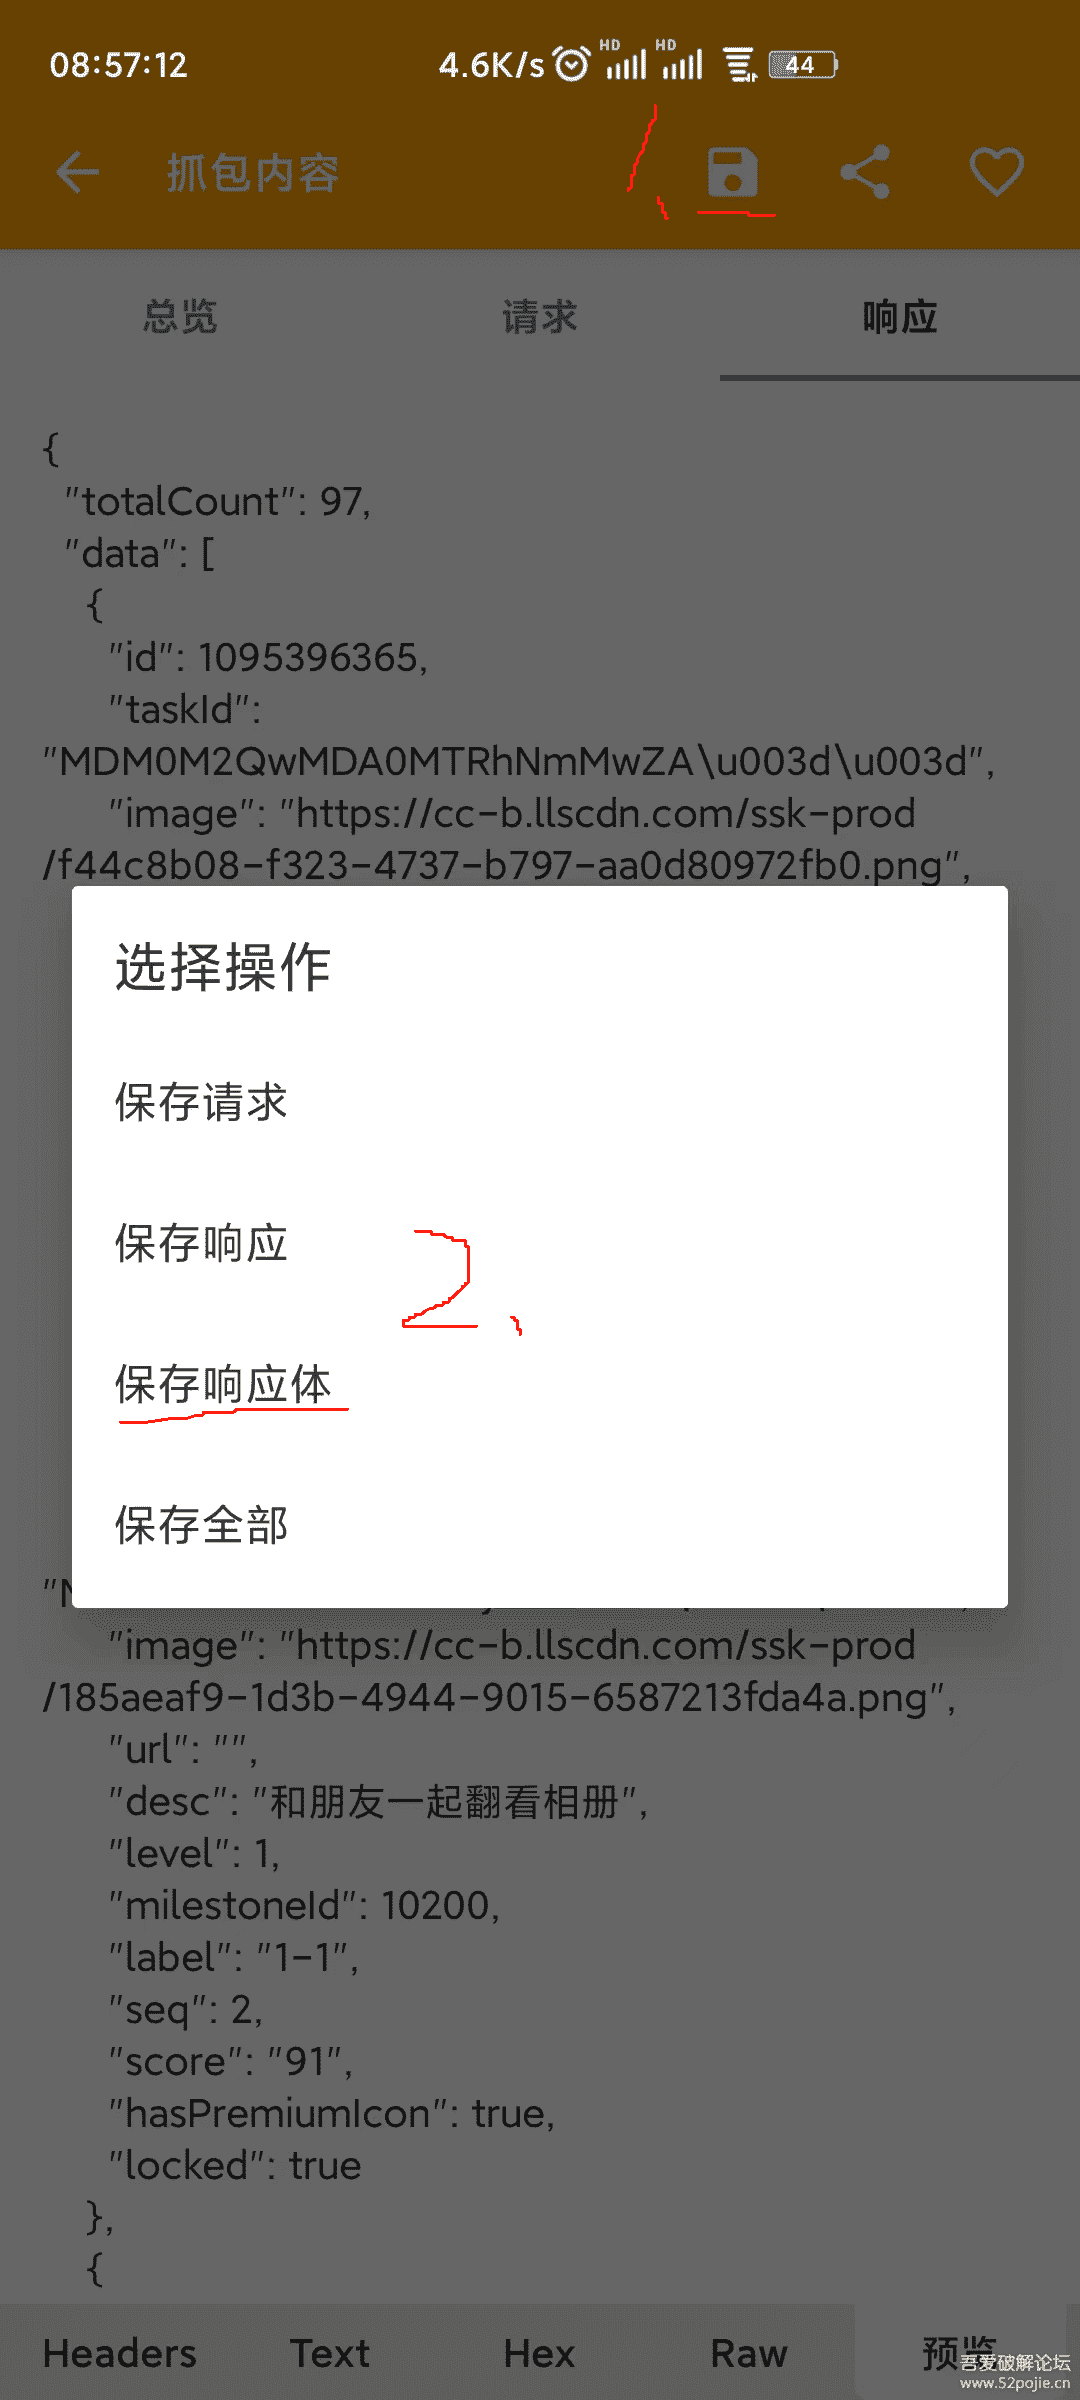 08:57:12 4.6K/s HD HD 44
1、
抓包内容
总览 请求 响应
{
"totalCount": 97,
"data": [
{
"id": 1095396365,
"taskId":
"MDM0M2QwMDA0MTRhNmMwZA\u003d\u003d",
"image": "https://cc-b.llscdn.com/ssk-prod
/f44c8b08-f323-4737-b797-aa0d80972fb0.png",
选择操作
保存请求
保存响应
2、
保存响应体
保存全部
"image": "https://cc-b.llscdn.com/ssk-prod
/185aeaf9-1d3b-4944-9015-6587213fda4a.png",
"url": "",
"desc": "和朋友一起翻看相册",
"level": 1,
"milestoneId": 10200,
"label": "1-1",
"seq": 2,
"score": "91",
"hasPremiumIcon": true,
"locked": true
},
{
Headers Text Hex Raw 预览
吾爱破解论坛
www.52pojie.cn